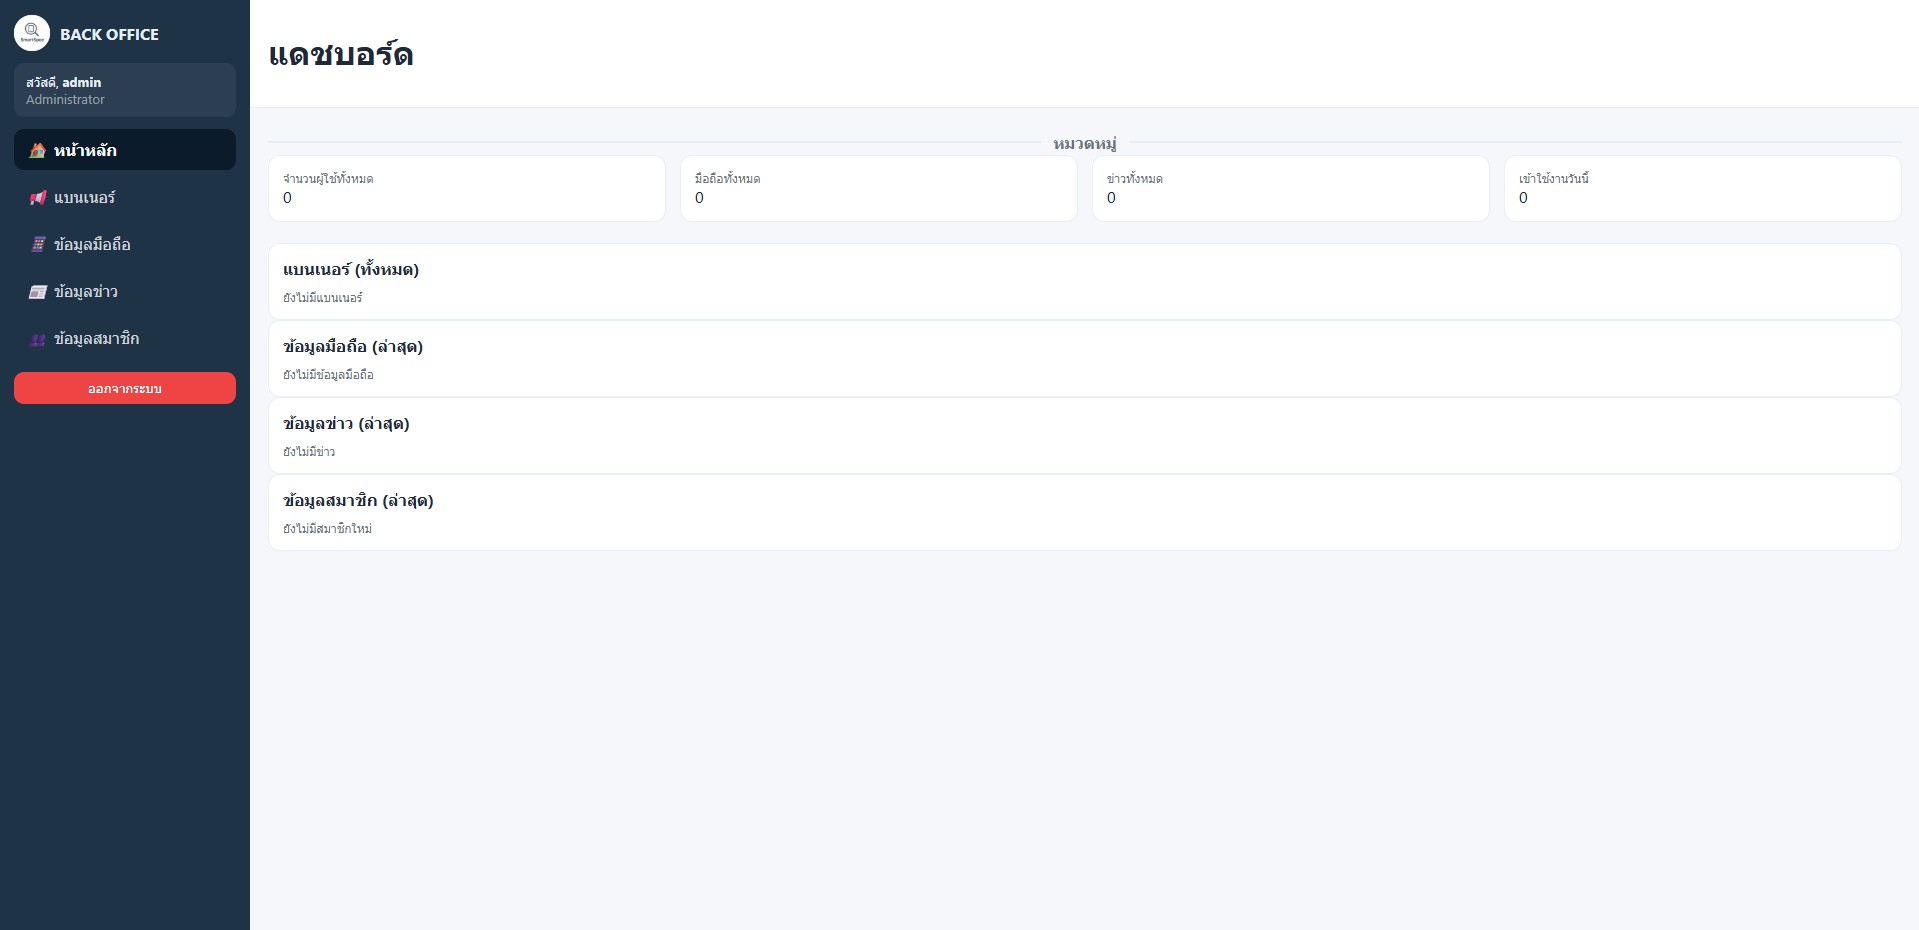 SmartSpec
BACK OFFICE
สวัสดี, admin
Administrator
หน้าหลัก
แบนเนอร์
ข้อมูลมือถือ
ข้อมูลข่าว
ข้อมูลสมาชิก
ออกจากระบบ
แดชบอร์ด
หมวดหมู่
จำนวนผู้ใช้ทั้งหมด
0
มือถือทั้งหมด
0
ข่าวทั้งหมด
0
เข้าใช้งานวันนี้
0
แบนเนอร์ (ทั้งหมด)
ยังไม่มีแบนเนอร์
ข้อมูลมือถือ (ล่าสุด)
ยังไม่มีข้อมูลมือถือ
ข้อมูลข่าว (ล่าสุด)
ยังไม่มีข่าว
ข้อมูลสมาชิก (ล่าสุด)
ยังไม่มีสมาชิกใหม่